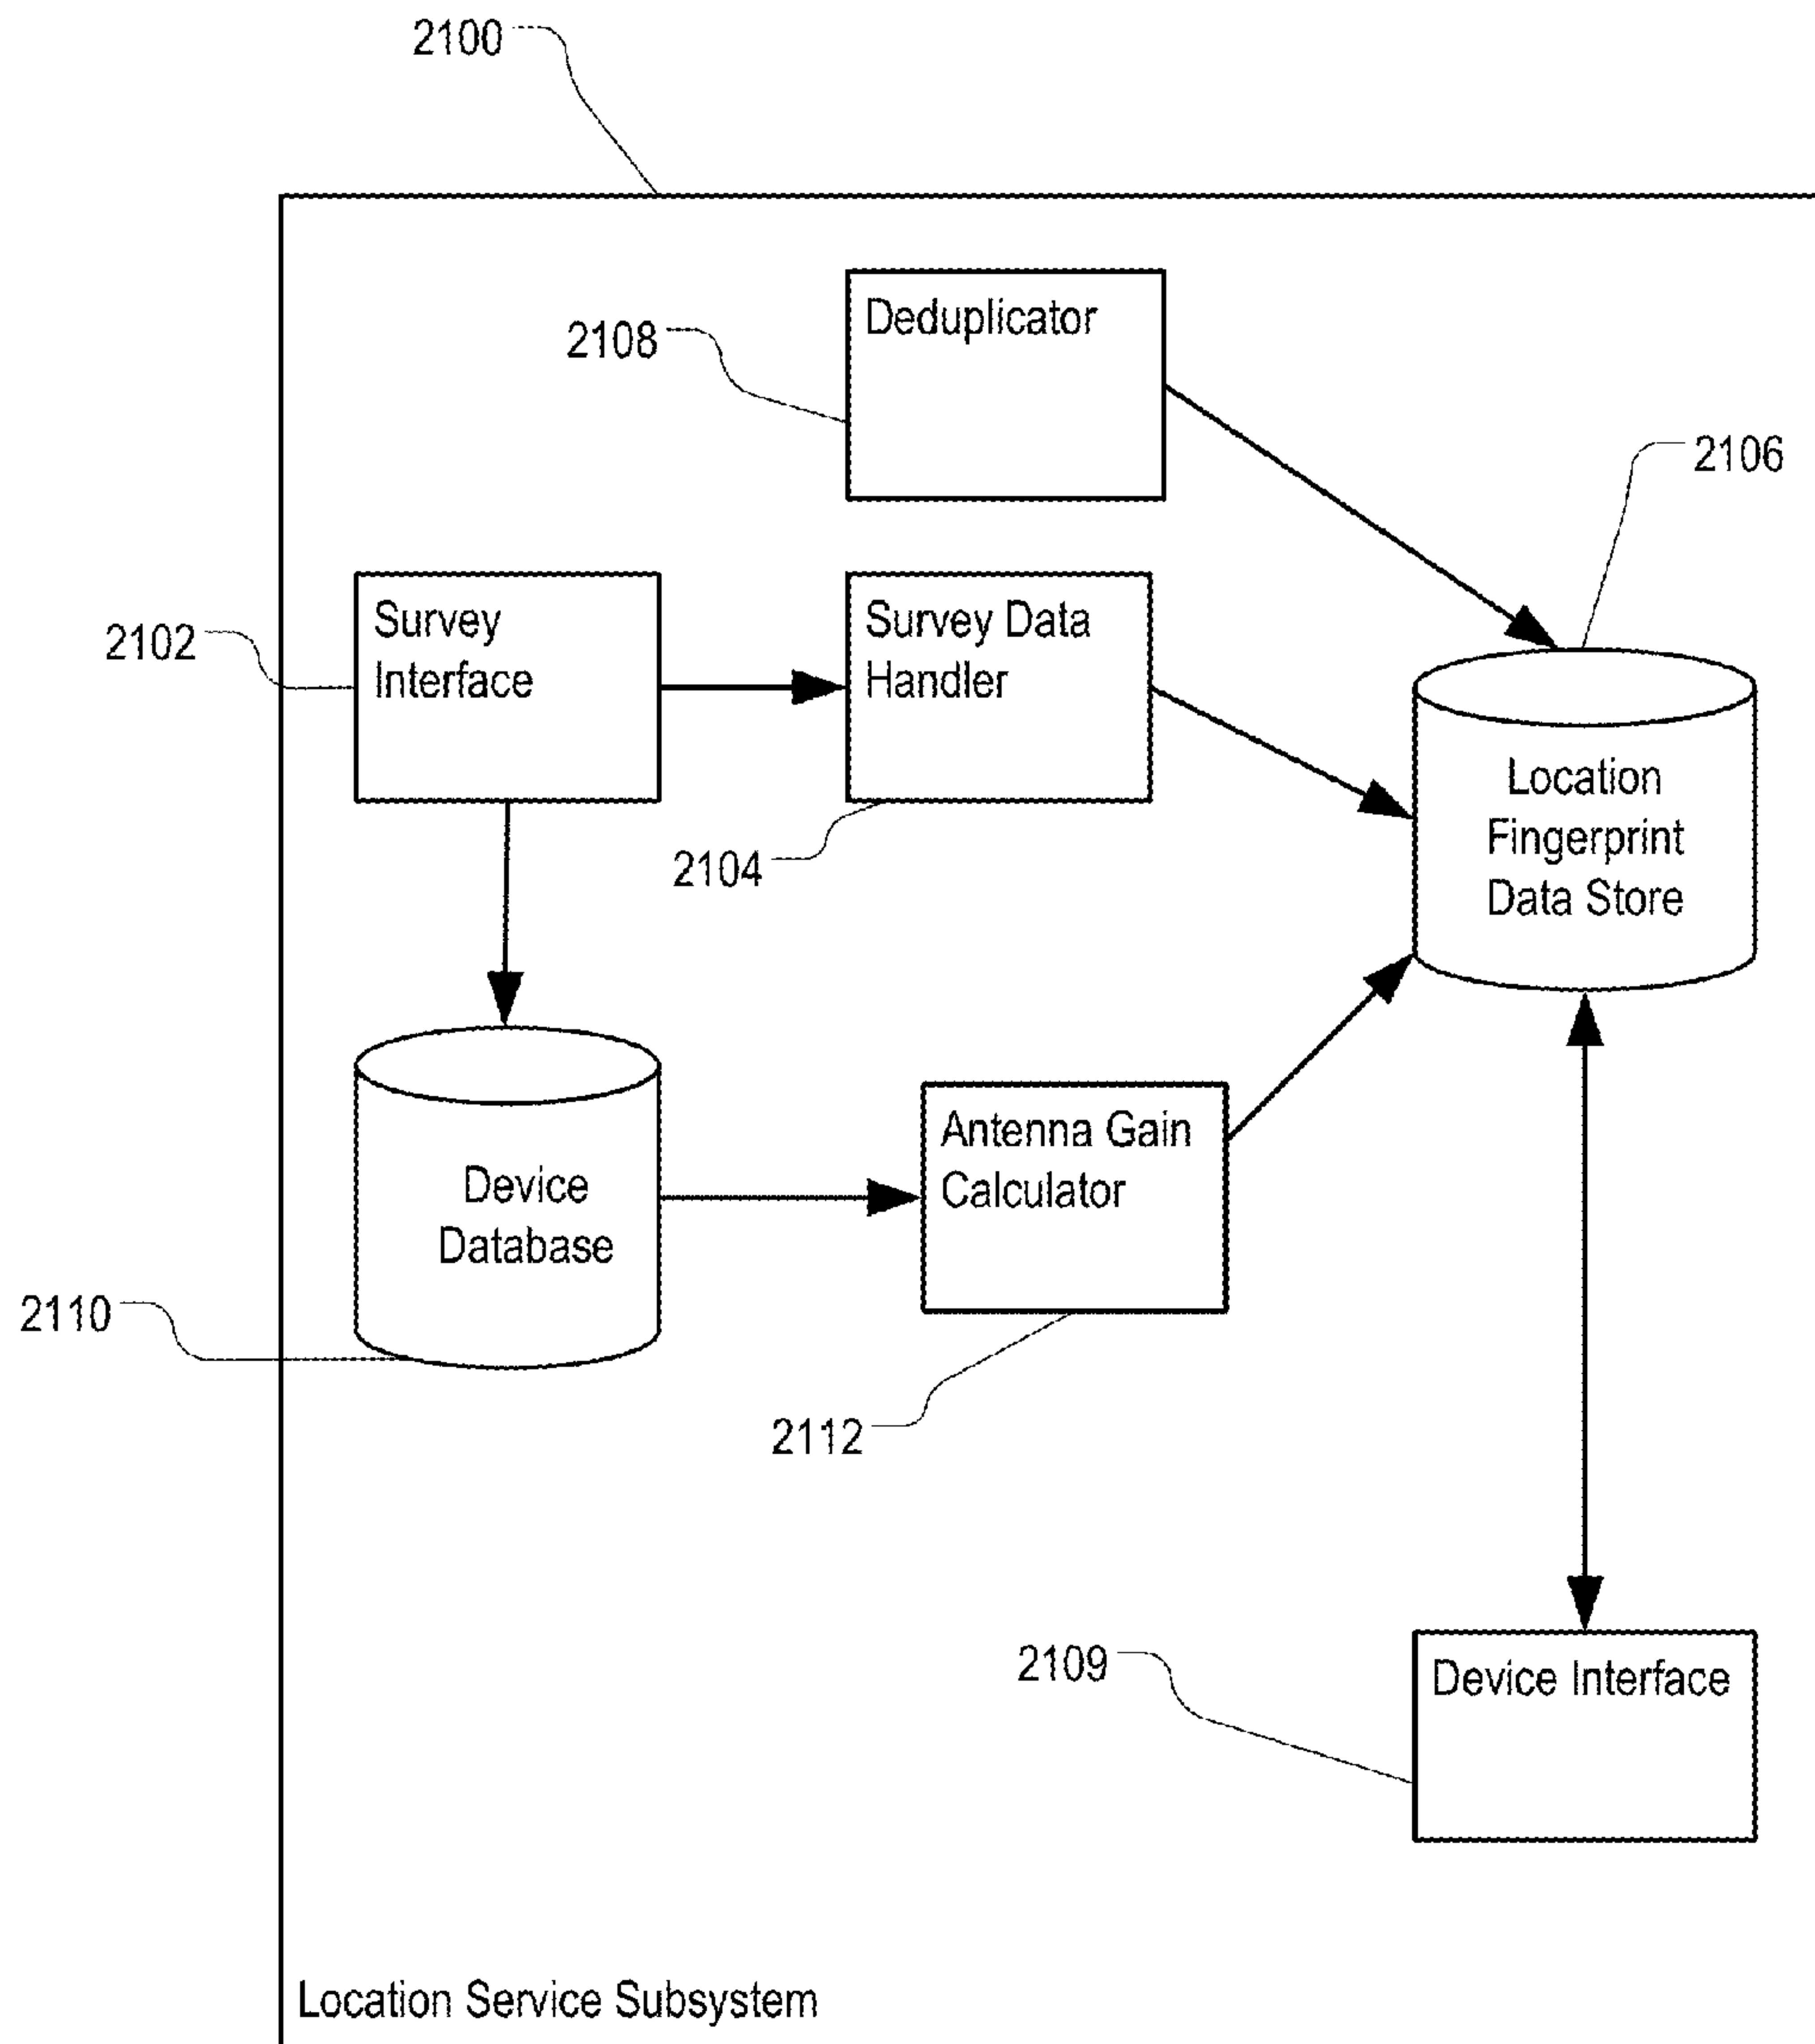 2100
Deduplicator
2108
2106
Survey
Interface
2102
Survey Data
Handler
2104
Location
Fingerprint
Data Store
Device
Database
2110
Antenna Gain
Calculator
2112
Device Interface
2109
Location Service Subsystem